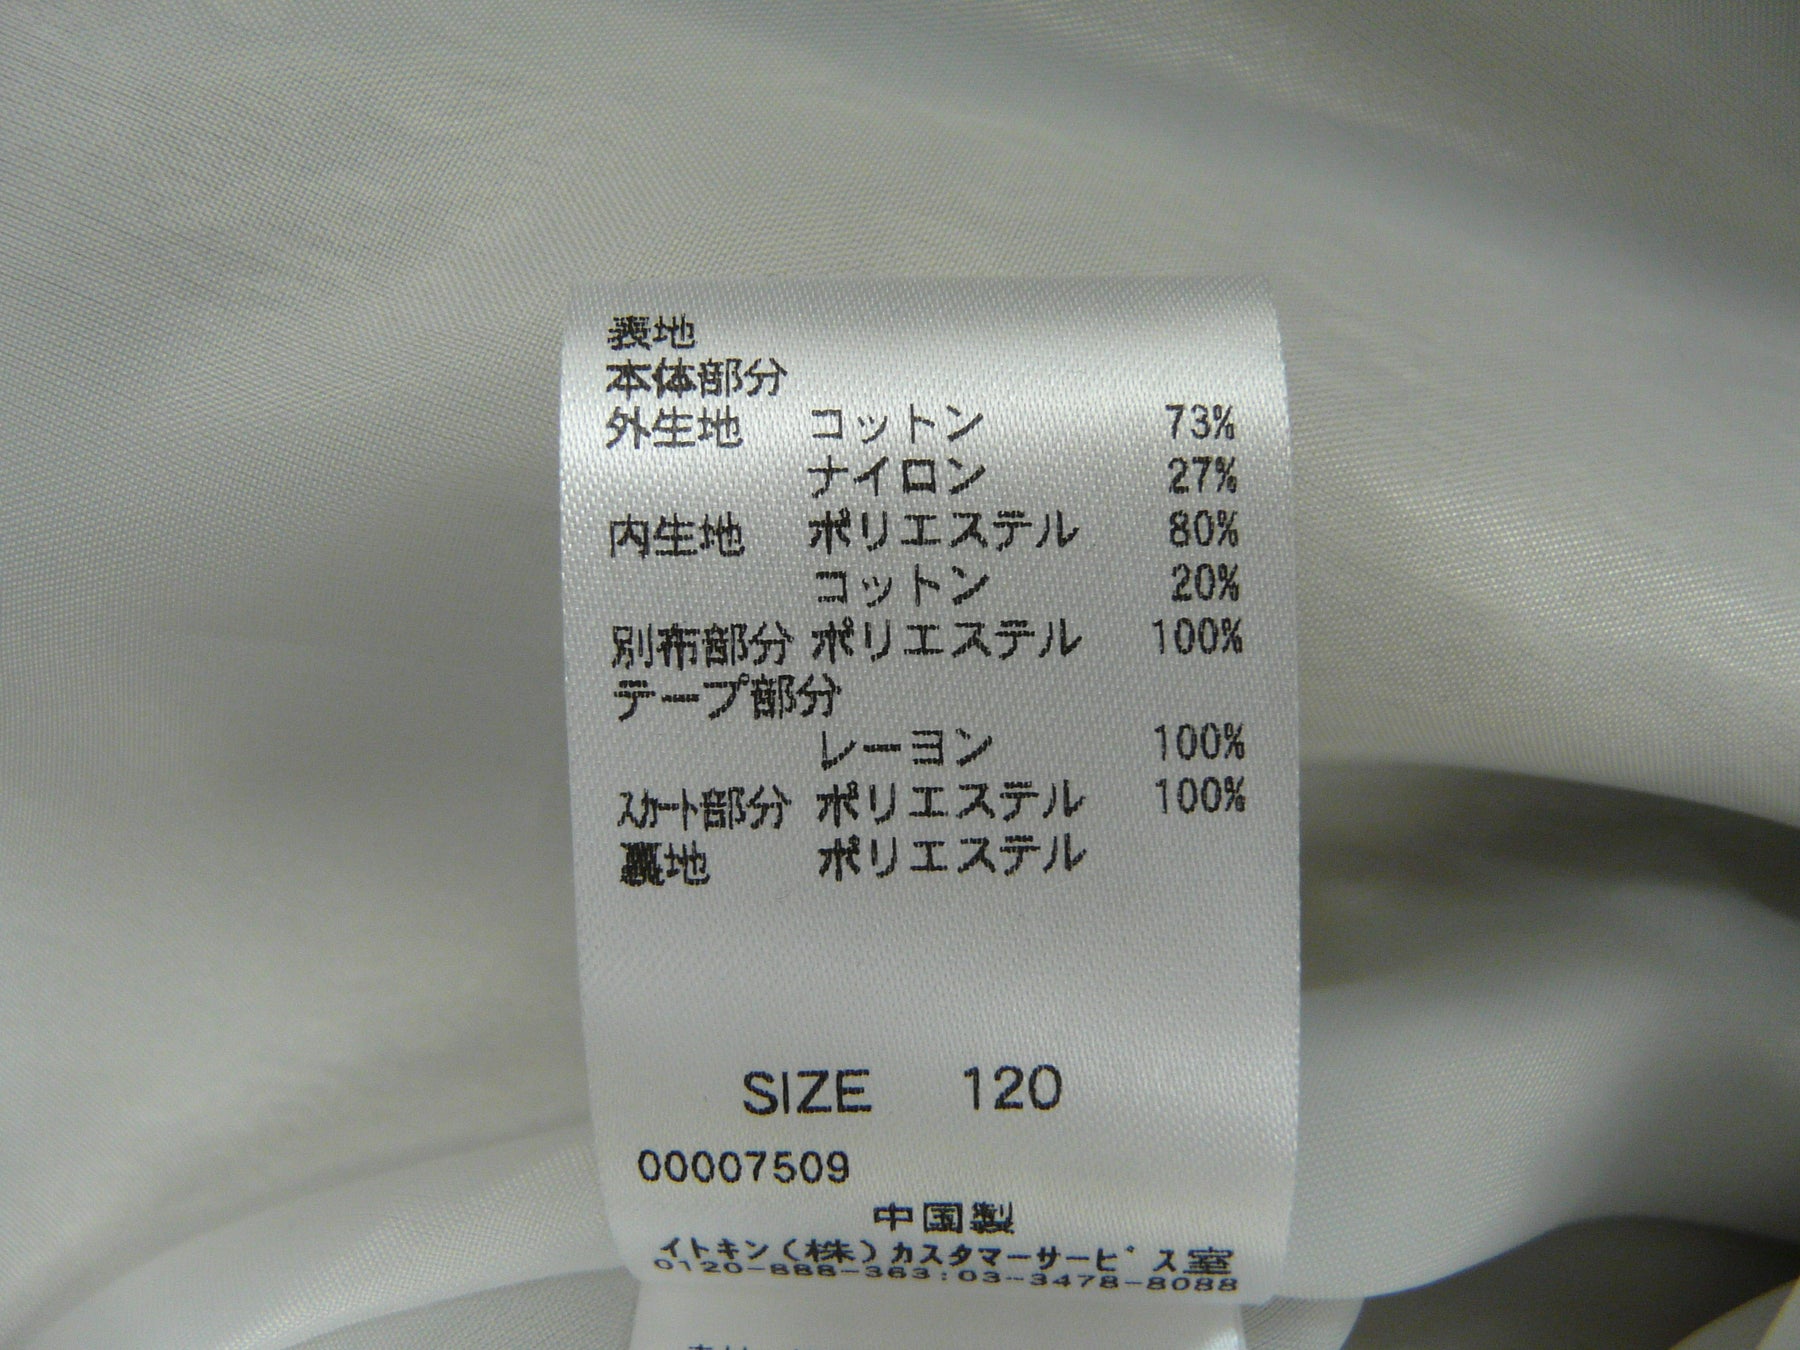 表地
本体部分
外生地 コットン 73%
ナイロン 27%
内生地 ポリエステル 80%
コットン 20%
別布部分 ポリエステル 100%
テープ部分
レーヨン 100%
スカート部分 ポリエステル 100%
裏地 ポリエステル
SIZE 120
00007509
中国製
イトキン(株)カスタマーサービス室
0120-888-363:03-3478-8088